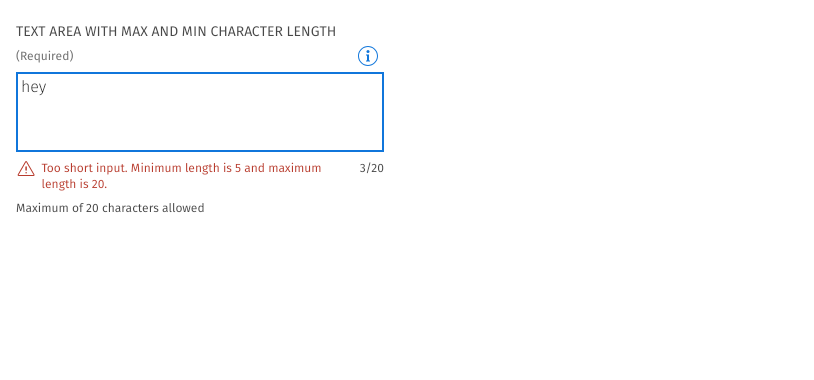 TEXT AREA WITH MAX AND MIN CHARACTER LENGTH
(Required)
hey
Too short input. Minimum length is 5 and maximum
length is 20.
3/20
Maximum of 20 characters allowed